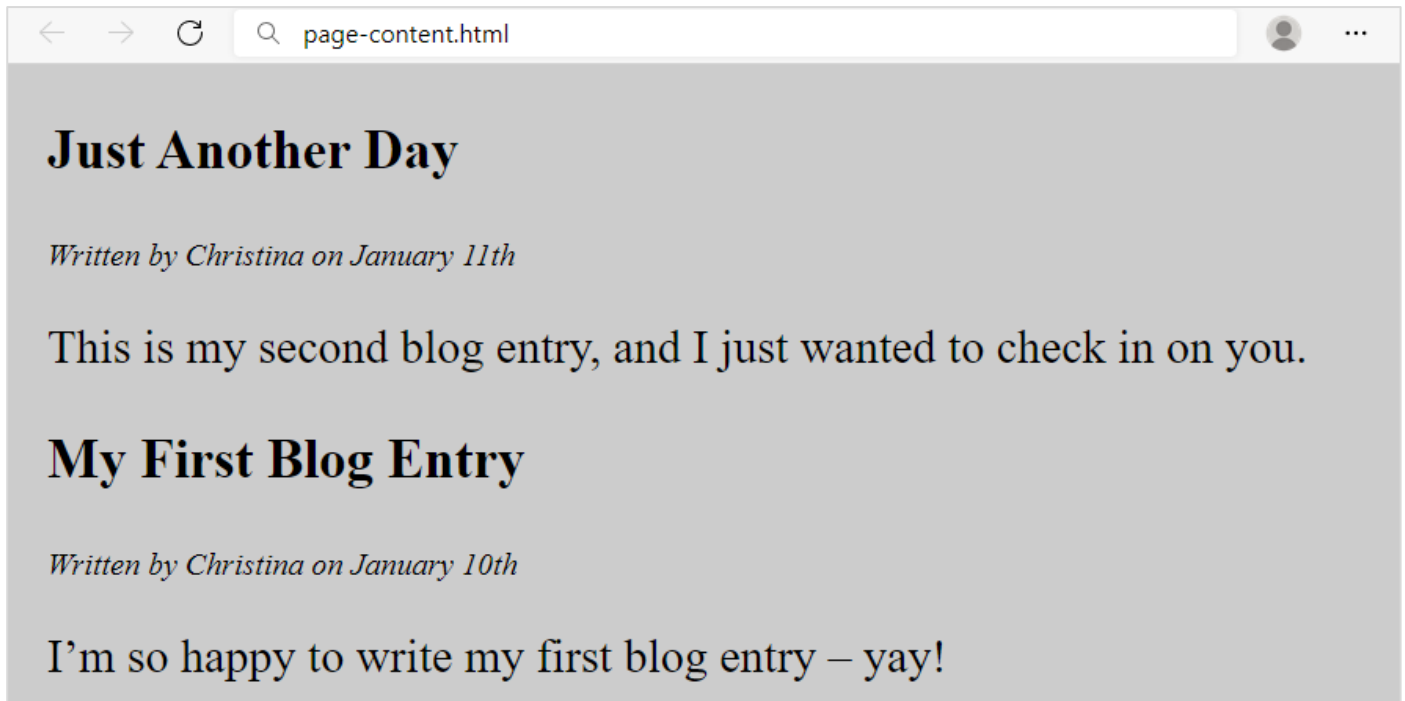 page-content.html
Just Another Day
Written by Christina on January 11th
This is my second blog entry, and I just wanted to check in on you.
My First Blog Entry
Written by Christina on January 10th
I’m so happy to write my first blog entry – yay!